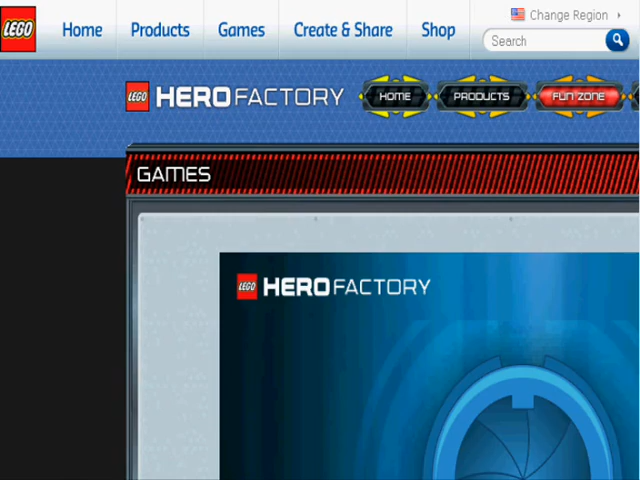 LEGO Home Products Games Create & Share Shop Change Region
Search
LEGO HERO FACTORY HOME PRODUCTS FUN ZONE
GAMES
LEGO HERO FACTORY